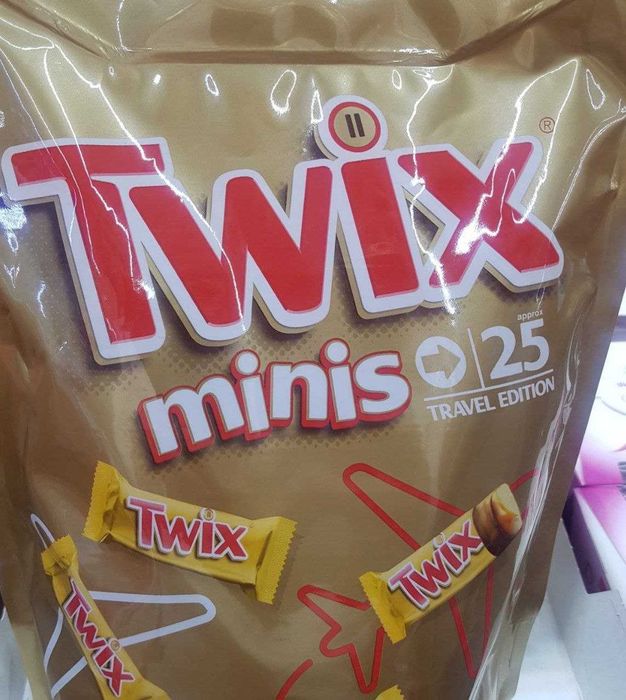 Twix®
minis
approx
25
TRAVEL EDITION
Twix
Twix
Twix